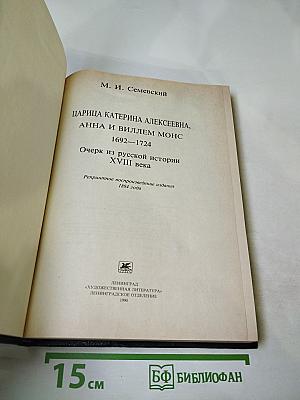 М. И. Семевский
ЦАРИЦА КАТЕРИНА АЛЕКСЕЕВНА,
АННА И ВИЛЛЕМ МОНС
1692—1724
Очерк из русской истории
XVIII века
Репринтное воспроизведение издания
1884 года
ЛЕНИНГРАД
«ХУДОЖЕСТВЕННАЯ ЛИТЕРАТУРА»
ЛЕНИНГРАДСКОЕ ОТДЕЛЕНИЕ
1990
15 см
БФ БИБЛИОФАН